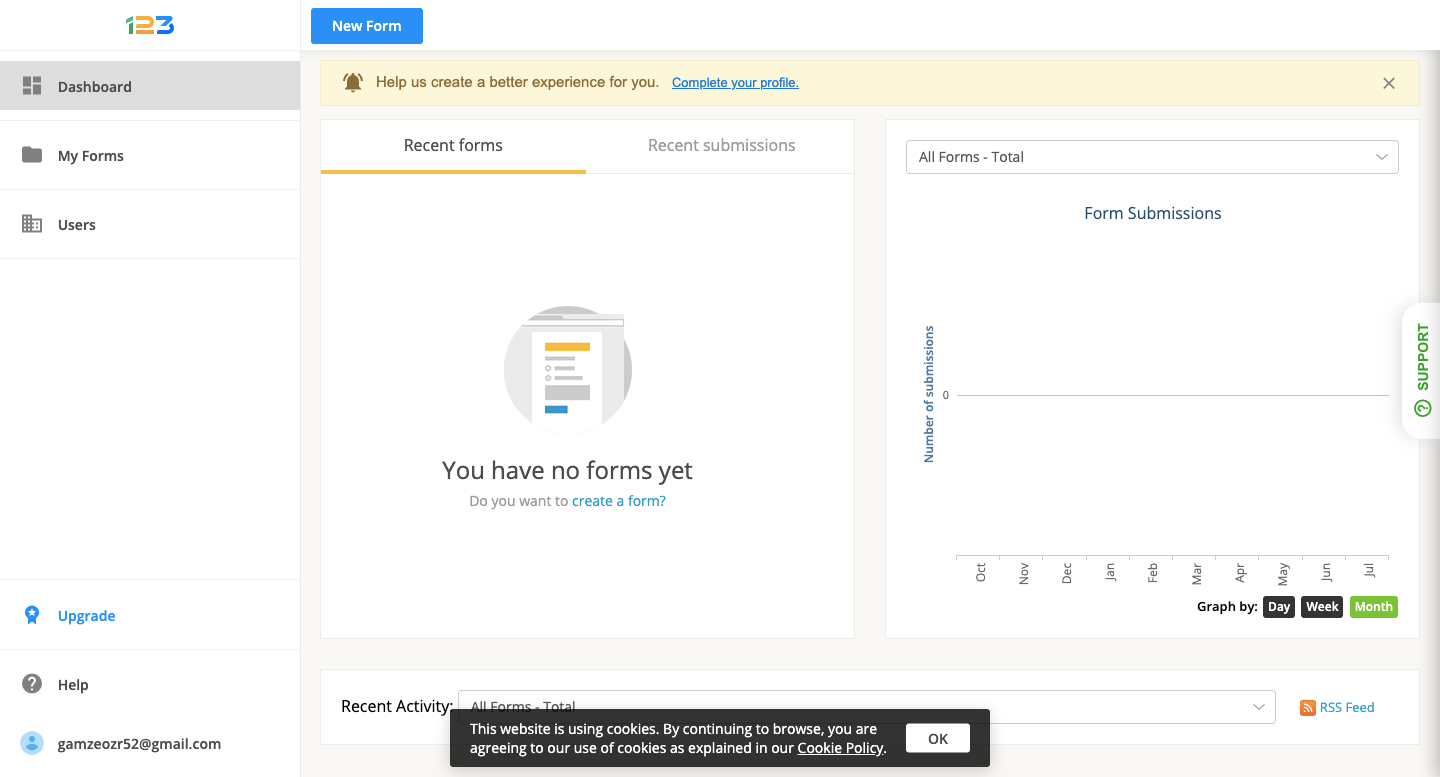 123
New Form
Dashboard
My Forms
Users
Upgrade
Help
gamzeozr52@gmail.com
Help us create a better experience for you. Complete your profile.
Recent forms
Recent submissions
You have no forms yet
Do you want to create a form?
All Forms - Total
Form Submissions
Number of submissions
0
Oct Nov Dec Jan Feb Mar Apr May Jun Jul
Graph by: Day Week Month
SUPPORT
Recent Activity: All Forms - Total
RSS Feed
This website is using cookies. By continuing to browse, you are
agreeing to our use of cookies as explained in our Cookie Policy.
OK